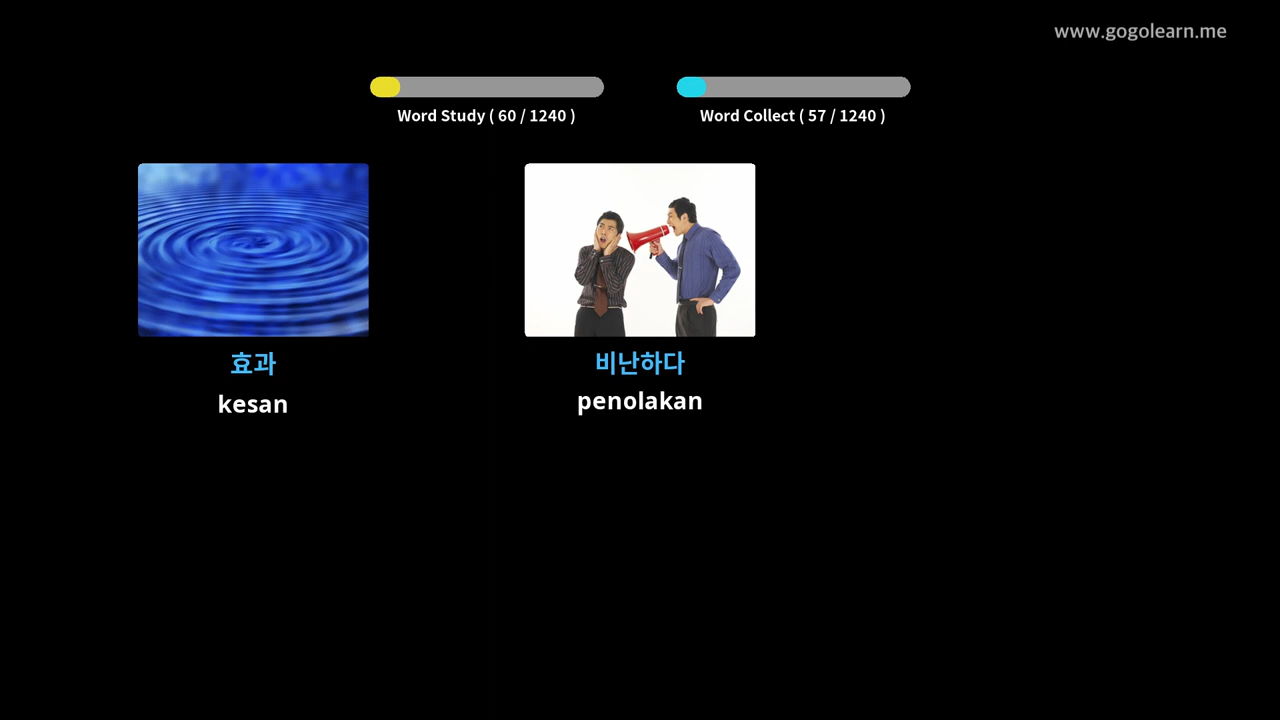 www.gogolearn.me
Word Study ( 60 / 1240 )
Word Collect ( 57 / 1240 )
효과
kesan
비난하다
penolakan